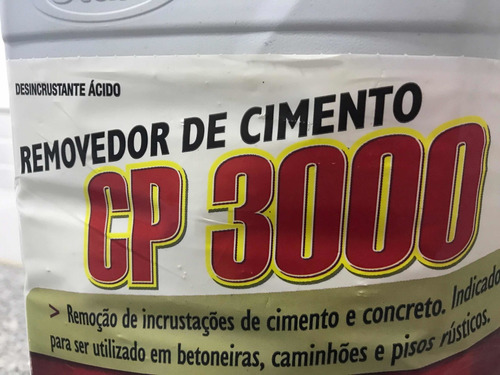 DESINCRUSTANTE ÁCIDO
REMOVEDOR DE CIMENTO
CP 3000
> Remoção de incrustações de cimento e concreto. Indicado
para ser utilizado em betoneiras, caminhões e pisos rústicos.